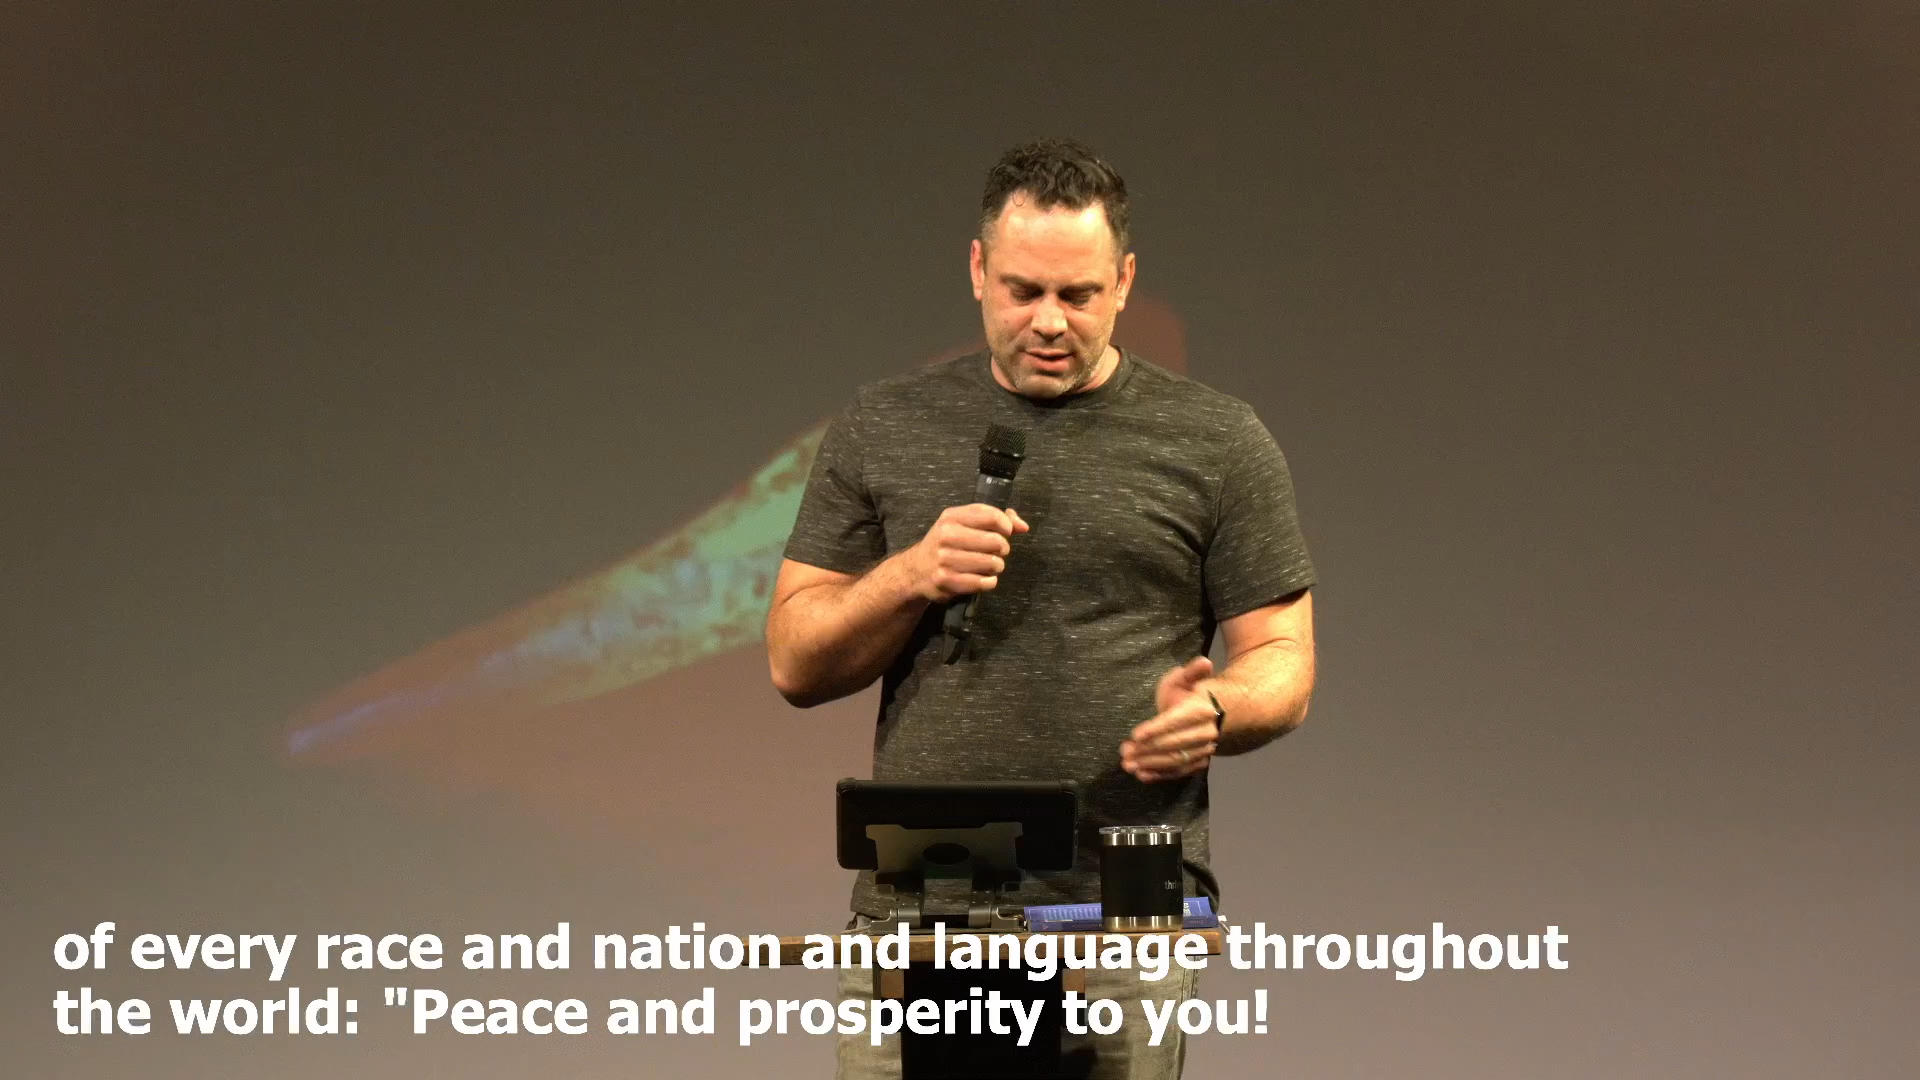 of every race and nation and language throughout
the world: "Peace and prosperity to you!